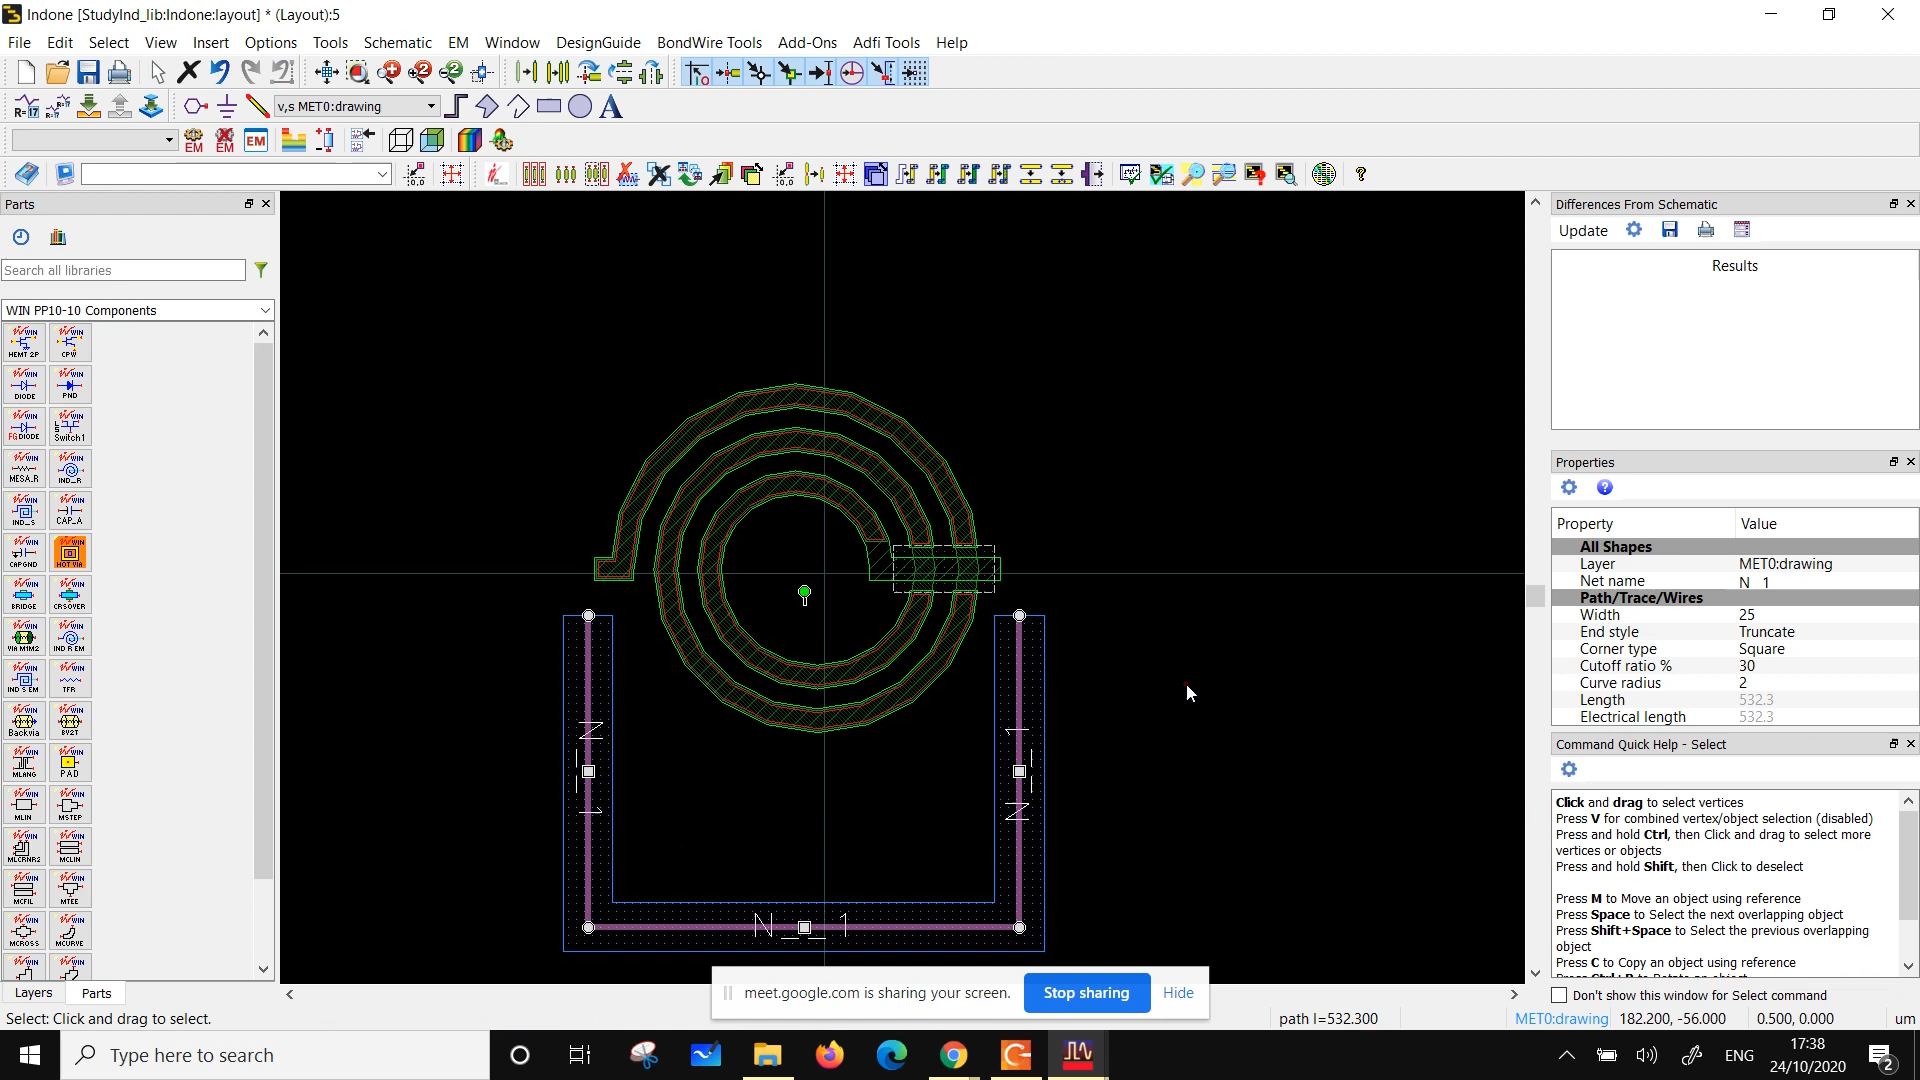 Indone [StudyInd_lib:Indone:layout] * (Layout):5
File Edit Select View Insert Options Tools Schematic EM Window DesignGuide BondWire Tools Add-Ons Adfi Tools Help
v,s MET0:drawing
EM EM EM
Parts
Search all libraries
WIN PP10-10 Components
HEMT 2P CPW
DIODE PND
FGDIODE Switch1
MESA_R IND_R
IND_S CAP_A
CAPGND HOT VIA
BRIDGE CRSOVER
VIA M1M2 IND R EM
IND S EM TFR
Backvia BV2T
MLANG PAD
MLIN MSTEP
MLCRNR2 MCLIN
MCFIL MTEE
MCROSS MCURVE
Layers Parts
N__1
N__1
N__1
Differences From Schematic
Update
Results
Properties
Property Value
All Shapes
Layer MET0:drawing
Net name N__1
Path/Trace/Wires
Width 25
End style Truncate
Corner type Square
Cutoff ratio % 30
Curve radius 2
Length 532.3
Electrical length 532.3
Command Quick Help - Select
Click and drag to select vertices
Press V for combined vertex/object selection (disabled)
Press and hold Ctrl, then Click and drag to select more
vertices or objects
Press and hold Shift, then Click to deselect
Press M to Move an object using reference
Press Space to Select the next overlapping object
Press Shift+Space to Select the previous overlapping
object
Press C to Copy an object using reference
Don't show this window for Select command
meet.google.com is sharing your screen. Stop sharing Hide
Select: Click and drag to select.
path l=532.300
MET0:drawing 182.200, -56.000 0.500, 0.000 um
Type here to search
ENG
17:38
24/10/2020
2